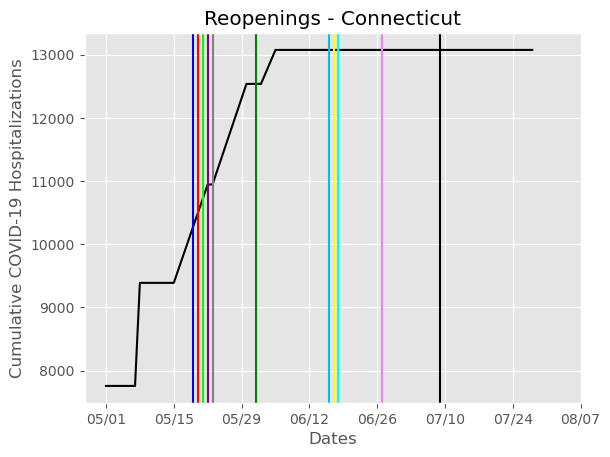 Reopenings - Connecticut
Cumulative COVID-19 Hospitalizations
13000
12000
11000
10000
9000
8000
05/01 05/15 05/29 06/12 06/26 07/10 07/24 08/07
Dates